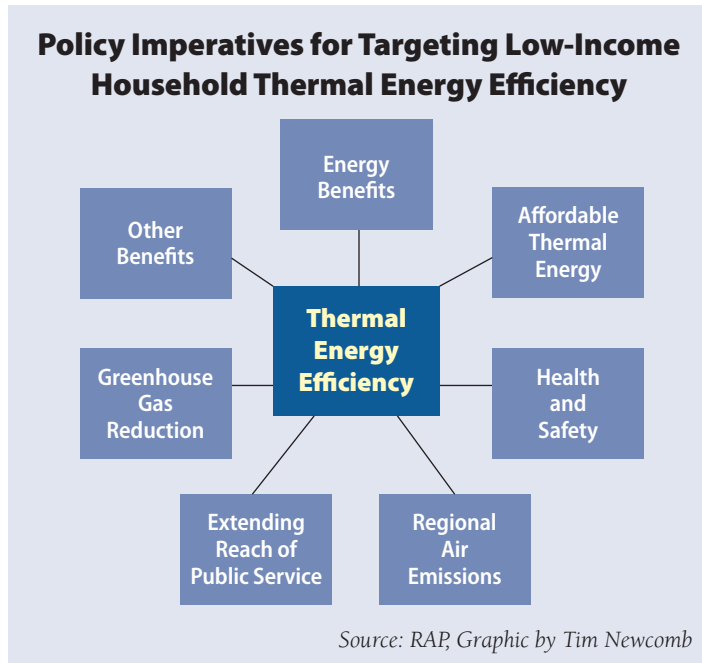 Policy Imperatives for Targeting Low-Income
Household Thermal Energy Efficiency
Energy
Benefits
Affordable
Thermal
Energy
Health
and
Safety
Regional
Air
Emissions
Extending
Reach of
Public Service
Greenhouse
Gas
Reduction
Other
Benefits
Thermal
Energy
Efficiency
Source: RAP, Graphic by Tim Newcomb